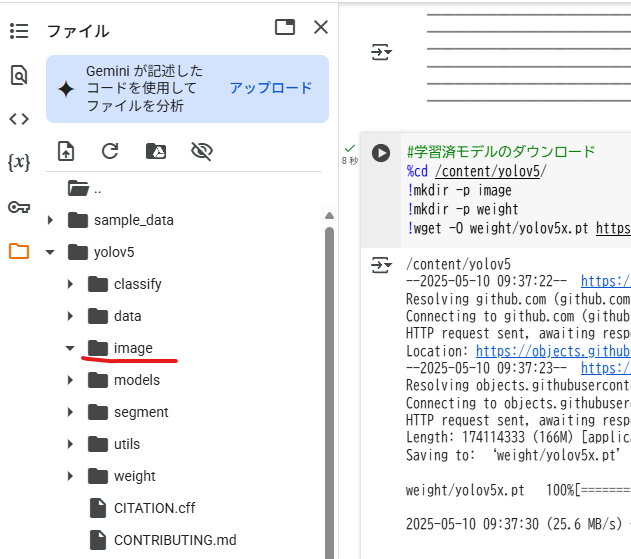 ファイル
Gemini が記述した
コードを使用して
ファイルを分析
アップロード
..
sample_data
yolov5
classify
data
image
models
segment
utils
weight
CITATION.cff
CONTRIBUTING.md
8 秒
#学習済モデルのダウンロード
%cd /content/yolov5/
!mkdir -p image
!mkdir -p weight
!wget -O weight/yolov5x.pt https
/content/yolov5
--2025-05-10 09:37:22--  https:/
Resolving github.com (github.com
Connecting to github.com (github
HTTP request sent, awaiting resp
Location: https://objects.github
--2025-05-10 09:37:23--  https:/
Resolving objects.githubuserconte
Connecting to objects.githubuserc
HTTP request sent, awaiting resp
Length: 174114333 (166M) [applica
Saving to: ‘weight/yolov5x.pt’
weight/yolov5x.pt   100%[=========
2025-05-10 09:37:30 (25.6 MB/s)